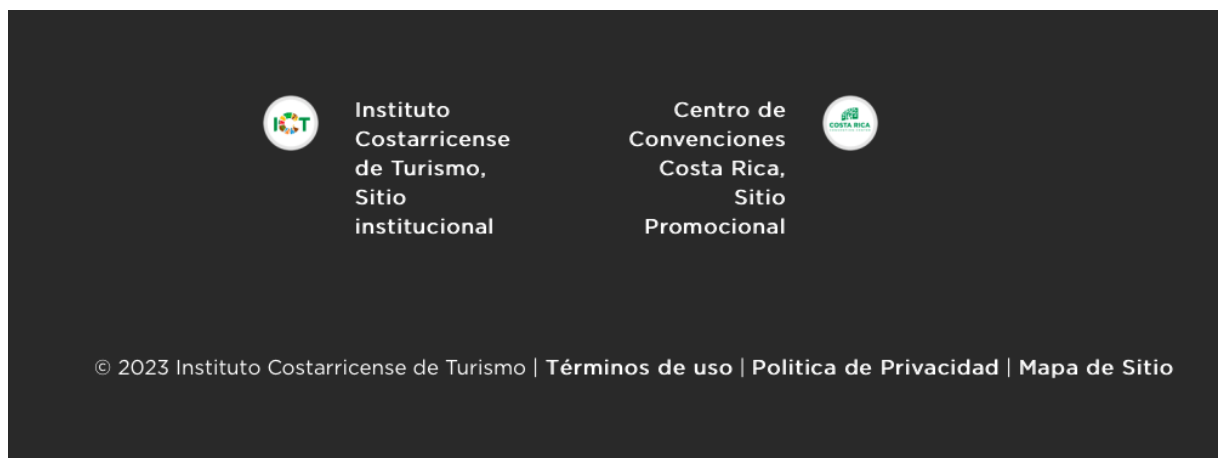 ICT
Instituto
Costarricense
de Turismo,
Sitio
institucional
Centro de
Convenciones
Costa Rica,
Sitio
Promocional
COSTA RICA
© 2023 Instituto Costarricense de Turismo | Términos de uso | Politica de Privacidad | Mapa de Sitio